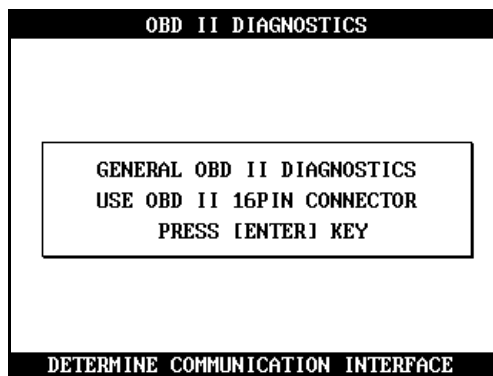 OBD II DIAGNOSTICS
GENERAL OBD II DIAGNOSTICS
USE OBD II 16PIN CONNECTOR
PRESS [ENTER] KEY
DETERMINE COMMUNICATION INTERFACE